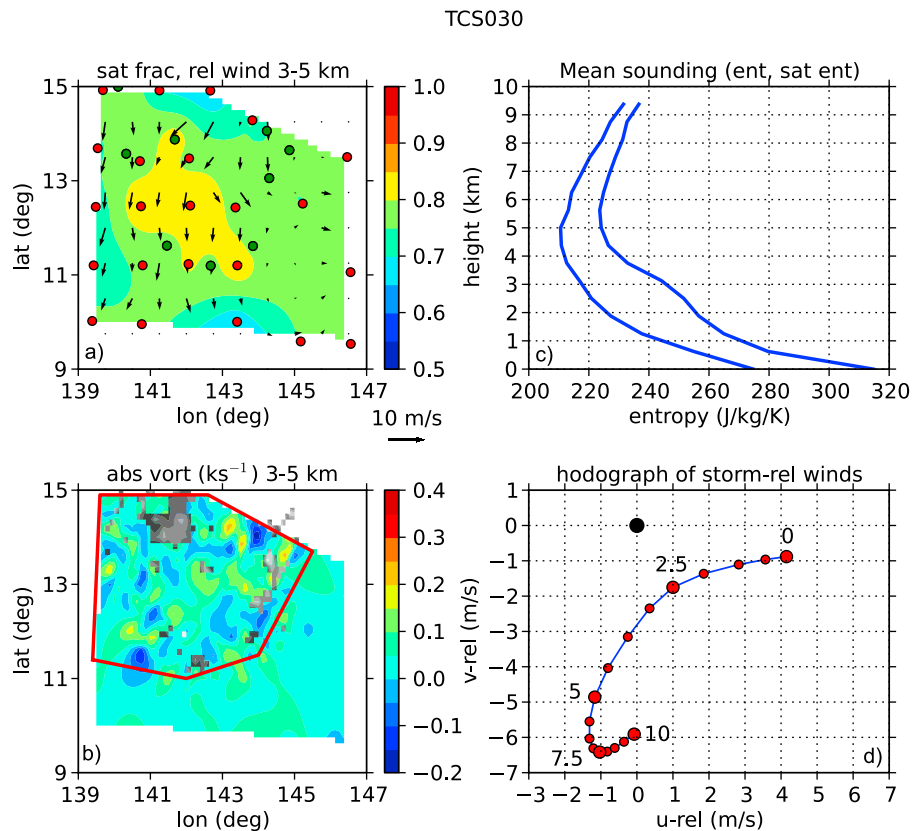 TCS030
sat frac, rel wind 3-5 km
15
13
11
9
lat (deg)
a)
139 141 143 145 147
lon (deg)
1.0
0.9
0.8
0.7
0.6
0.5
10 m/s
Mean sounding (ent, sat ent)
10
9
8
7
6
5
4
3
2
1
0
height (km)
c)
200 220 240 260 280 300 320
entropy (J/kg/K)
abs vort (ks⁻¹) 3-5 km
15
13
11
9
lat (deg)
b)
139 141 143 145 147
lon (deg)
0.4
0.3
0.2
0.1
0.0
−0.1
−0.2
hodograph of storm-rel winds
1
0
−1
−2
−3
−4
−5
−6
−7
v-rel (m/s)
0
2.5
5
7.5
10
d)
−3 −2 −1 0 1 2 3 4 5 6 7
u-rel (m/s)